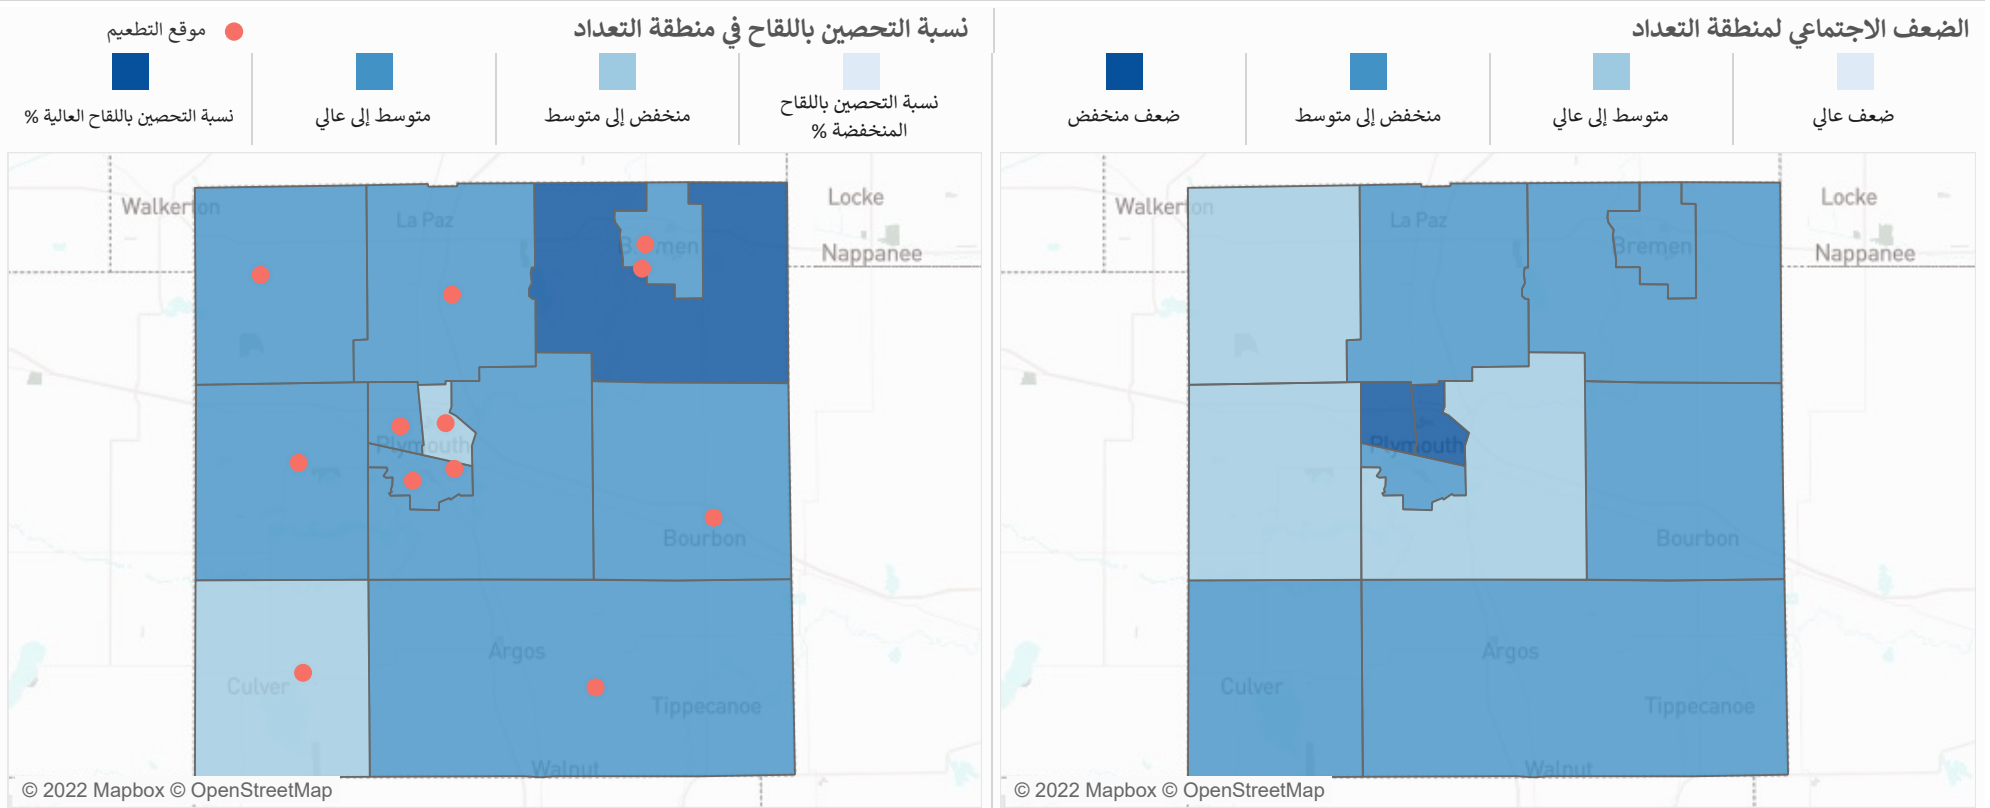 الضعف الاجتماعي لمنطقة التعداد
ضعف عالي
متوسط إلى عالي
منخفض إلى متوسط
ضعف منخفض
Walkerton
La Paz
Bremen
Locke
Nappanee
Plymouth
Bourbon
Argos
Culver
Tippecanoe
Walnut
© 2022 Mapbox © OpenStreetMap
نسبة التحصين باللقاح في منطقة التعداد
موقع التطعيم
نسبة التحصين باللقاح
المنخفضة %
منخفض إلى متوسط
متوسط إلى عالي
نسبة التحصين باللقاح العالية %
Walkerton
La Paz
Bremen
Locke
Nappanee
Plymouth
Bourbon
Argos
Culver
Tippecanoe
Walnut
© 2022 Mapbox © OpenStreetMap